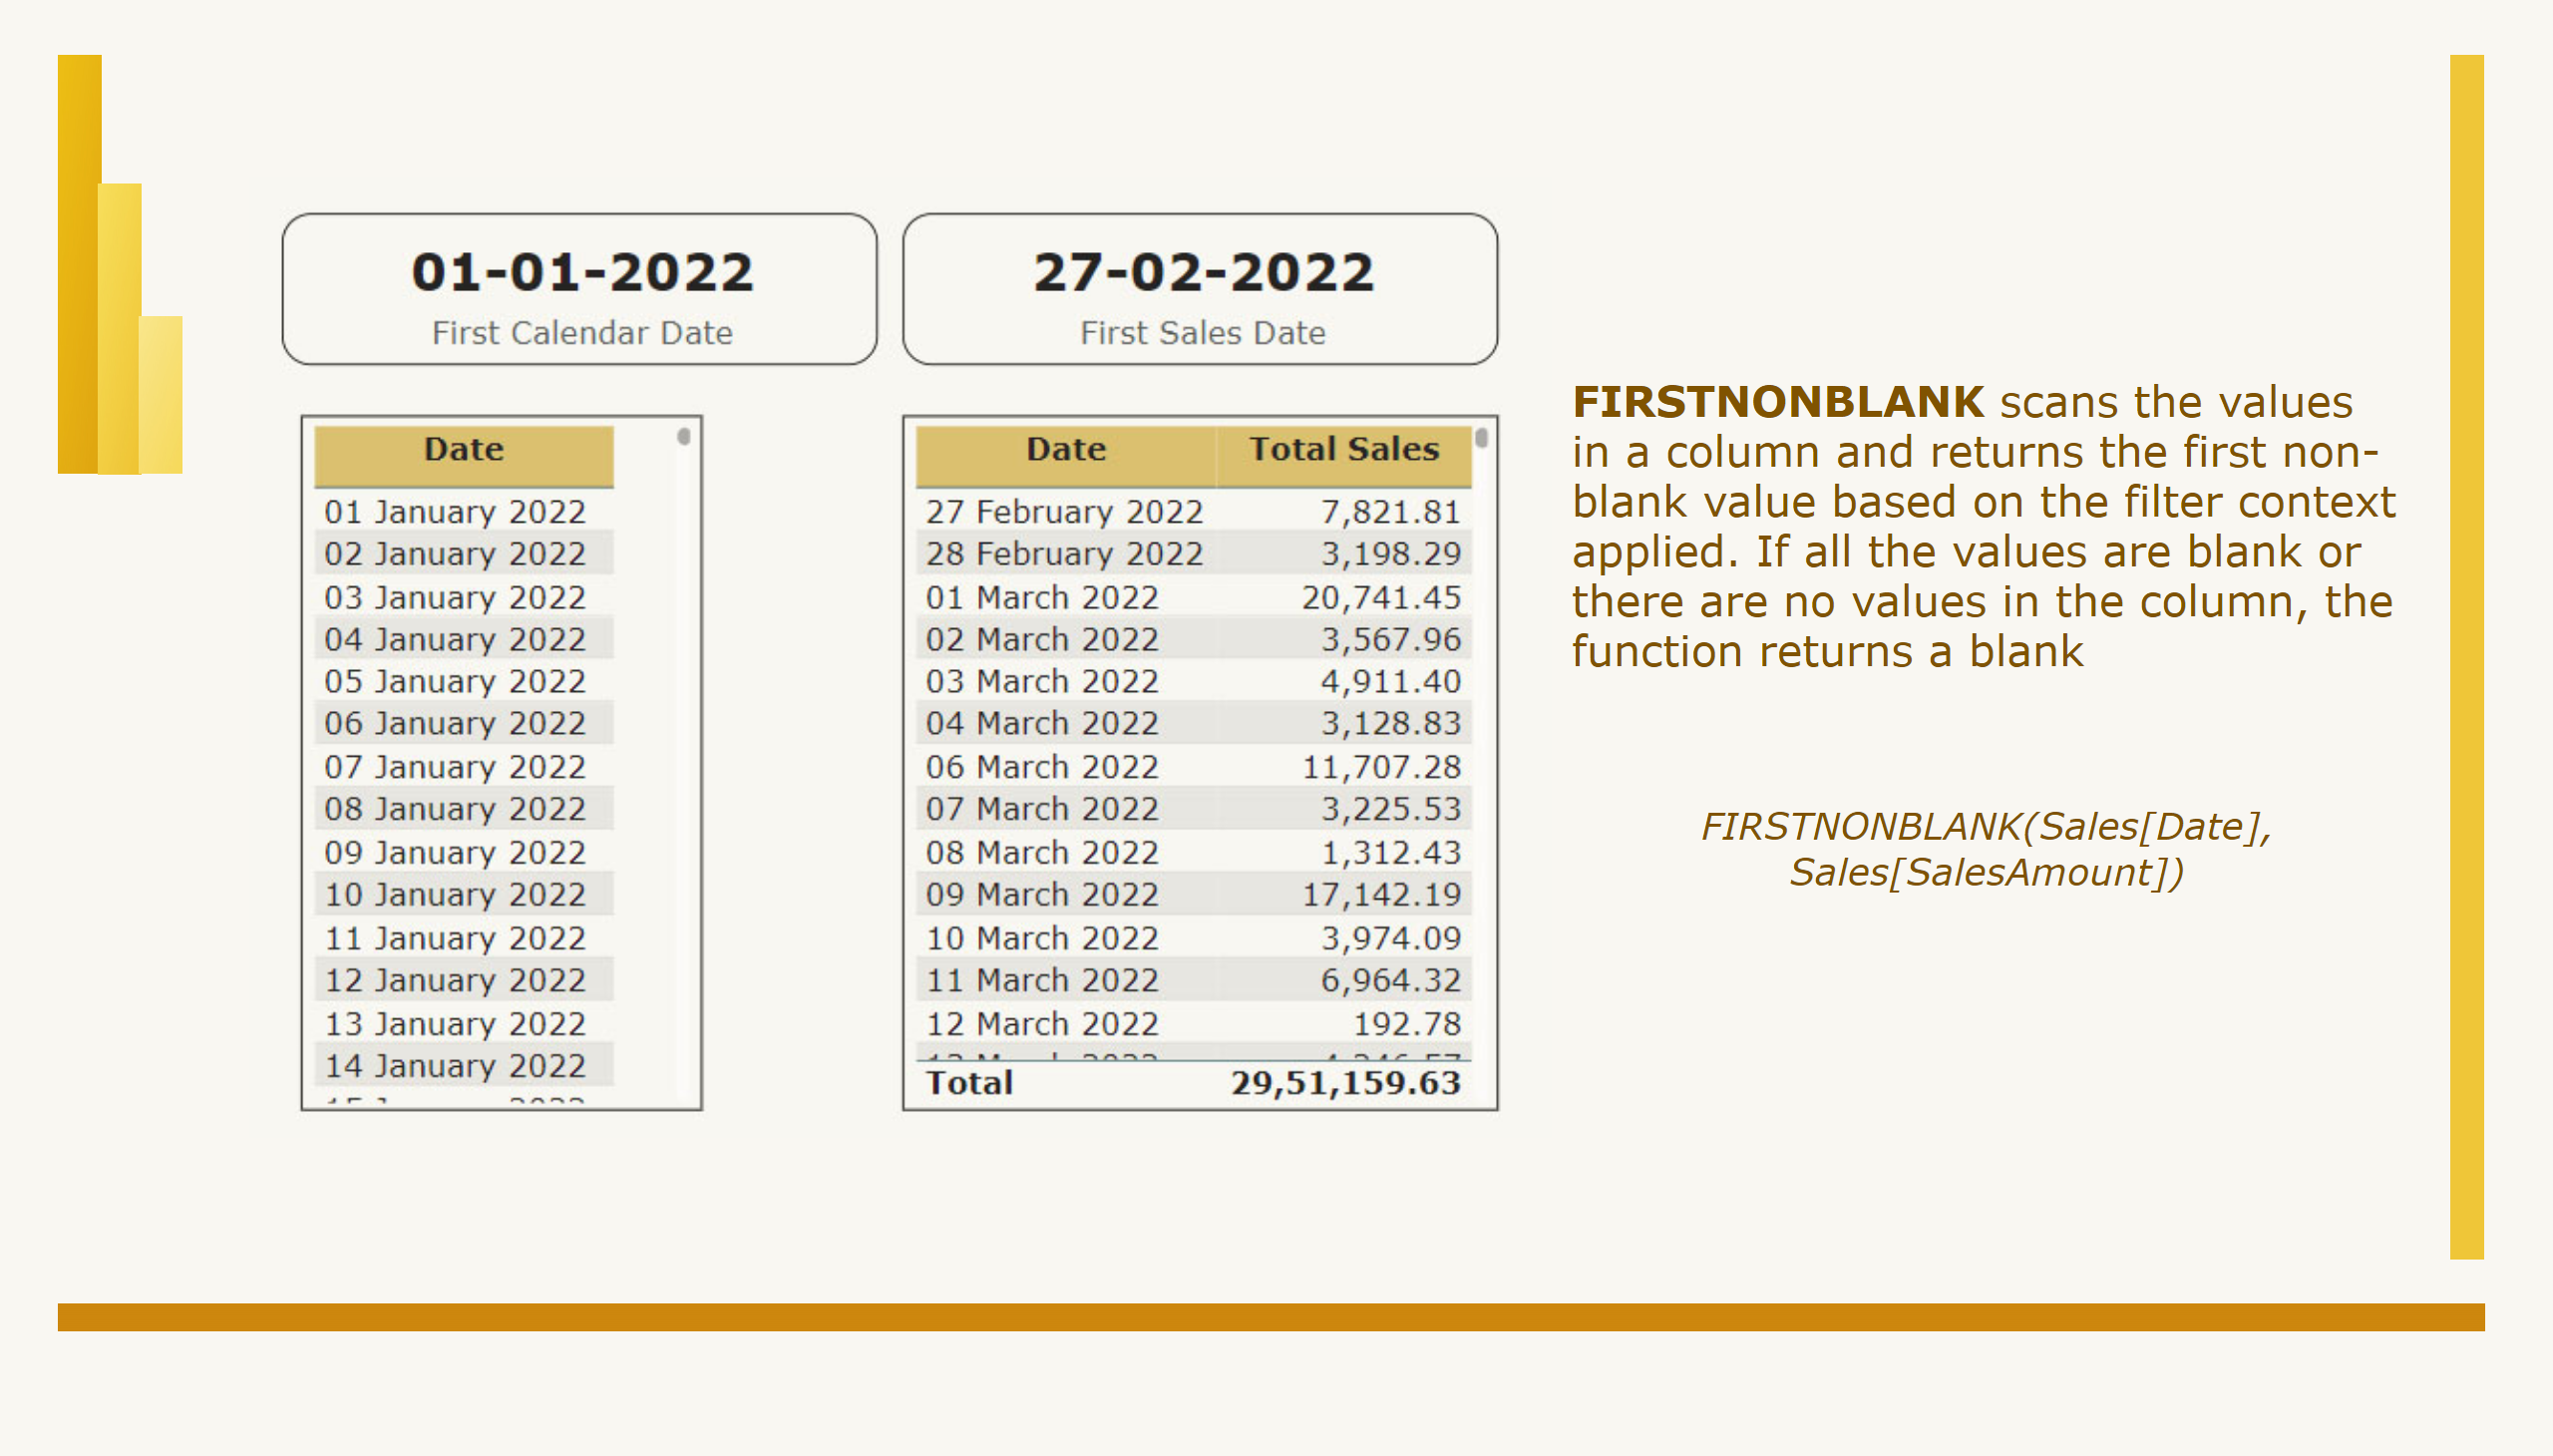 01-01-2022
First Calendar Date
27-02-2022
First Sales Date
Date
01 January 2022
02 January 2022
03 January 2022
04 January 2022
05 January 2022
06 January 2022
07 January 2022
08 January 2022
09 January 2022
10 January 2022
11 January 2022
12 January 2022
13 January 2022
14 January 2022
Date Total Sales
27 February 2022 7,821.81
28 February 2022 3,198.29
01 March 2022 20,741.45
02 March 2022 3,567.96
03 March 2022 4,911.40
04 March 2022 3,128.83
06 March 2022 11,707.28
07 March 2022 3,225.53
08 March 2022 1,312.43
09 March 2022 17,142.19
10 March 2022 3,974.09
11 March 2022 6,964.32
12 March 2022 192.78
Total 29,51,159.63
FIRSTNONBLANK scans the values
in a column and returns the first non-
blank value based on the filter context
applied. If all the values are blank or
there are no values in the column, the
function returns a blank
FIRSTNONBLANK(Sales[Date],
Sales[SalesAmount])